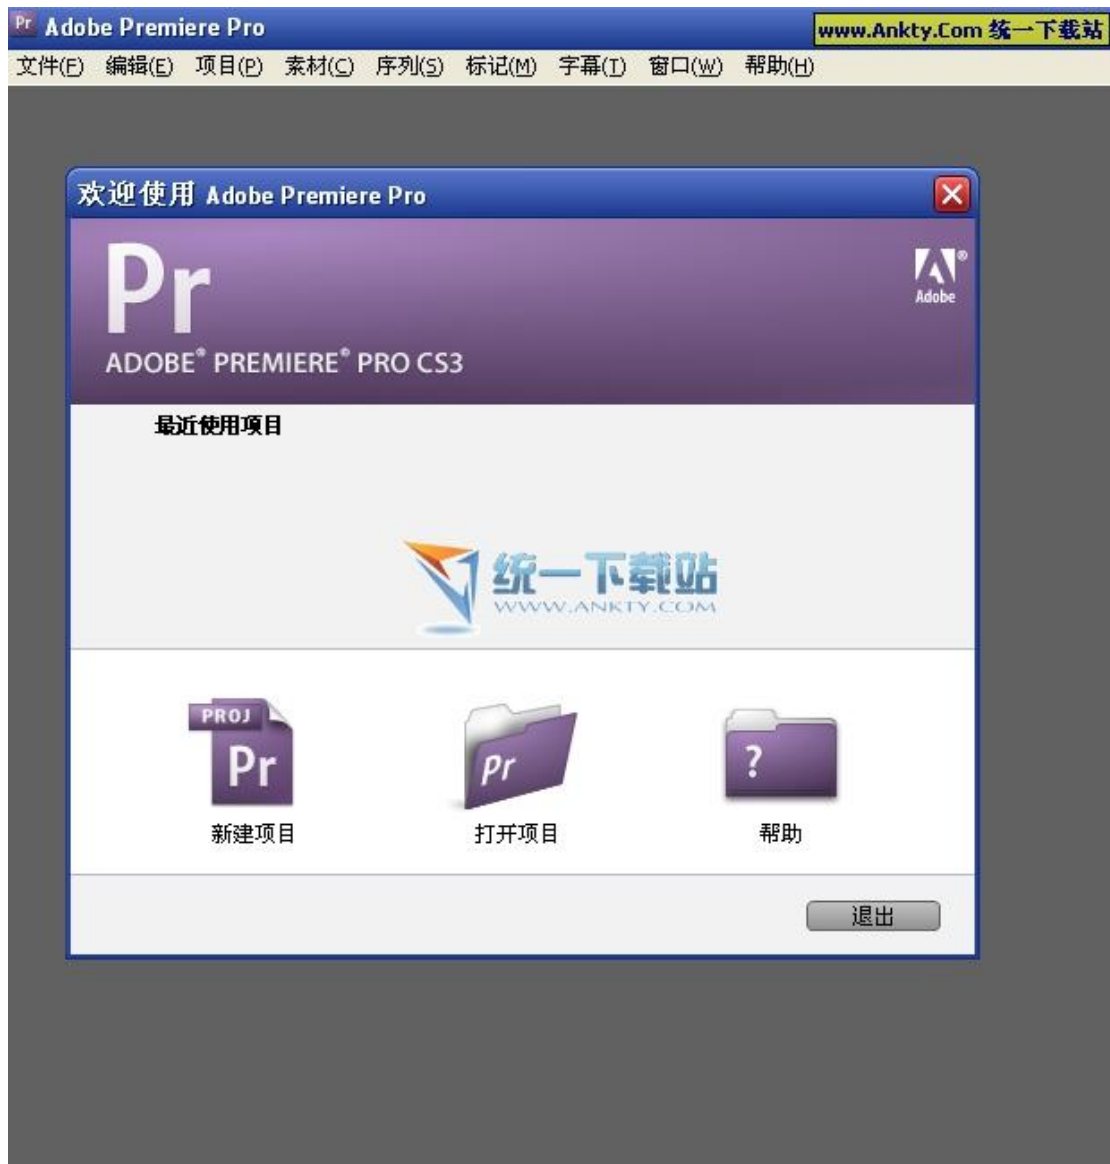 Pr Adobe Premiere Pro www.Ankty.Com 统一下载站
文件(F) 编辑(E) 项目(P) 素材(C) 序列(S) 标记(M) 字幕(T) 窗口(W) 帮助(H)
欢迎使用 Adobe Premiere Pro
Pr
Adobe
ADOBE® PREMIERE® PRO CS3
最近使用项目
统一下载站
WWW.ANKTY.COM
PROJ
Pr Pr ?
新建项目 打开项目 帮助
退出